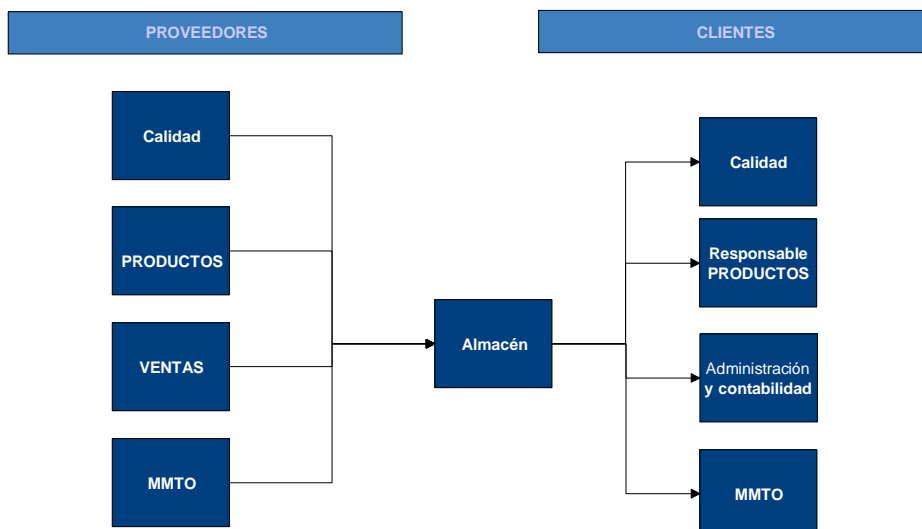 PROVEEDORES
CLIENTES
Calidad
PRODUCTOS
VENTAS
MMTO
Almacén
Calidad
Responsable
PRODUCTOS
Administración
y contabilidad
MMTO